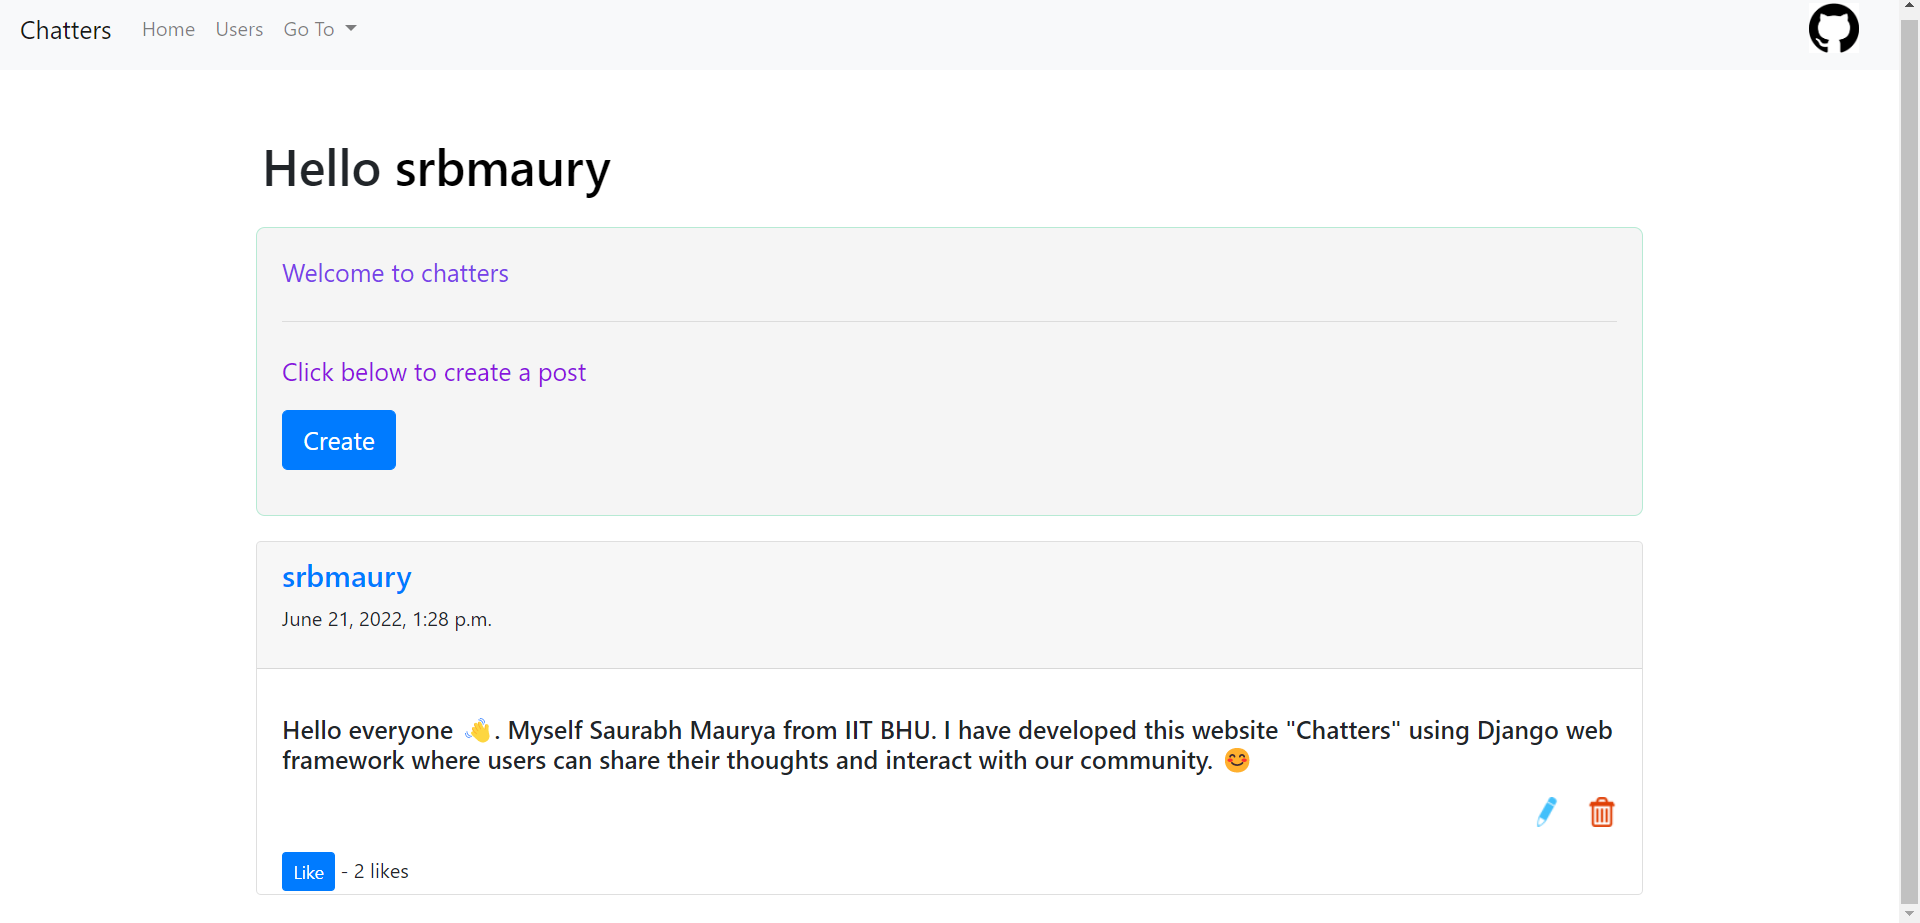 Chatters Home Users Go To
Hello srbmaury
Welcome to chatters
Click below to create a post
Create
srbmaury
June 21, 2022, 1:28 p.m.
Hello everyone 👋. Myself Saurabh Maurya from IIT BHU. I have developed this website "Chatters" using Django web
framework where users can share their thoughts and interact with our community. 😊
Like - 2 likes